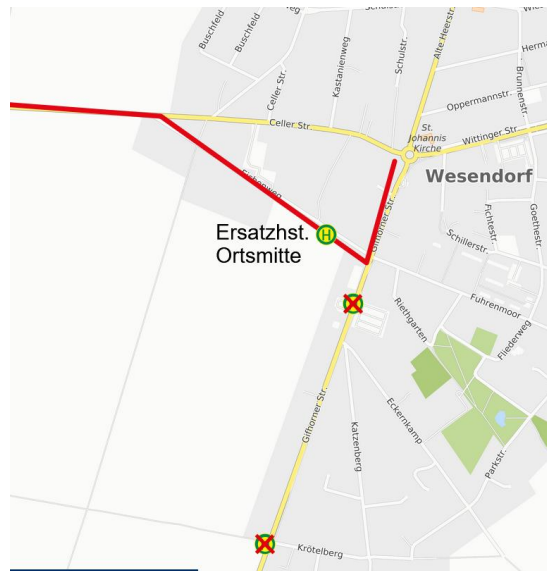 Schulstr.
Buschfeld
Buschfeld
Celler Str.
Kastanienweg
Schulstr.
Alte Heerstr.
Brunnenstr.
Oppermannstr.
Celler Str.
St.
Johannis
Kirche
Wittinger Str.
Wesendorf
Gifhorner Str.
Fichtestr.
Goethestr.
Ersatzhst.
Ortsmitte
H
Schillerstr.
Fuhrenmoor
Riethgarten
Fliederweg
Gifhorner Str.
Eckernkamp
Katzenberg
Parkstr.
Krötelberg